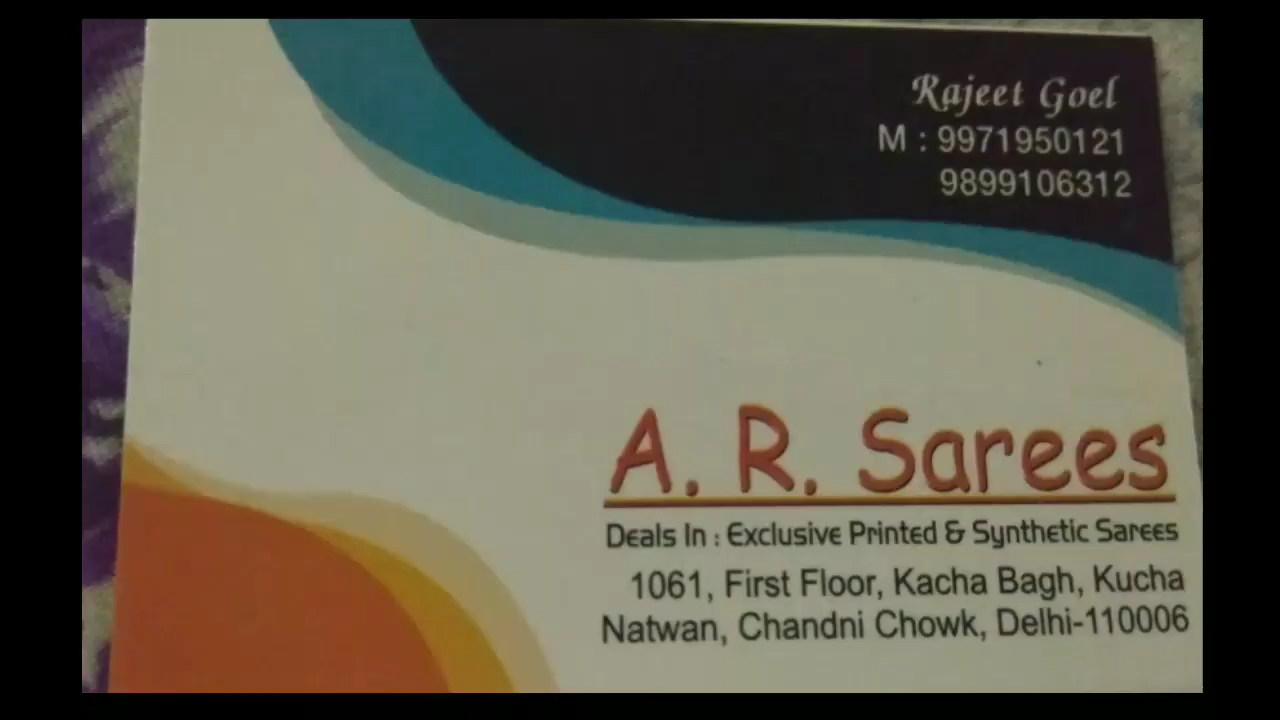 Rajeet Goel
M : 9971950121
9899106312
A. R. Sarees
Deals In : Exclusive Printed & Synthetic Sarees
1061, First Floor, Kacha Bagh, Kucha
Natwan, Chandni Chowk, Delhi-110006